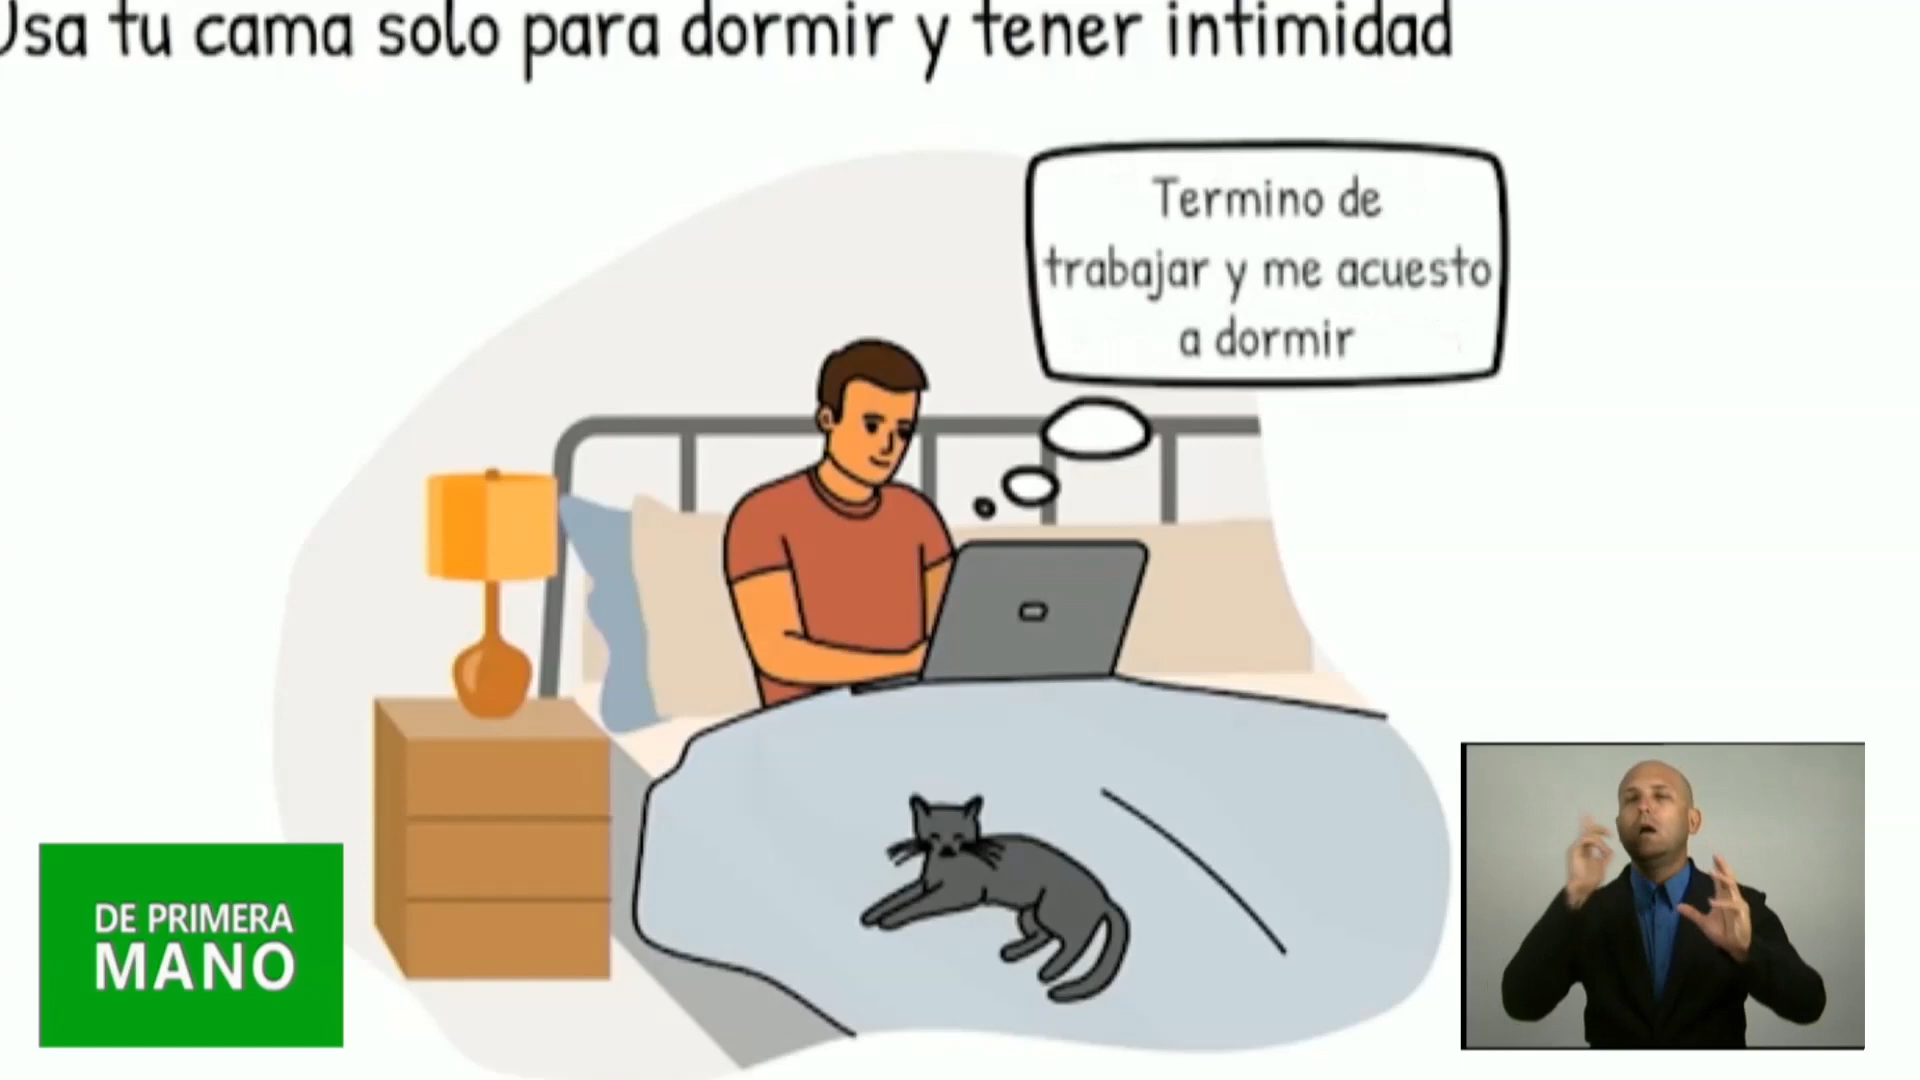 Usa tu cama solo para dormir y tener intimidad
Termino de
trabajar y me acuesto
a dormir
DE PRIMERA
MANO